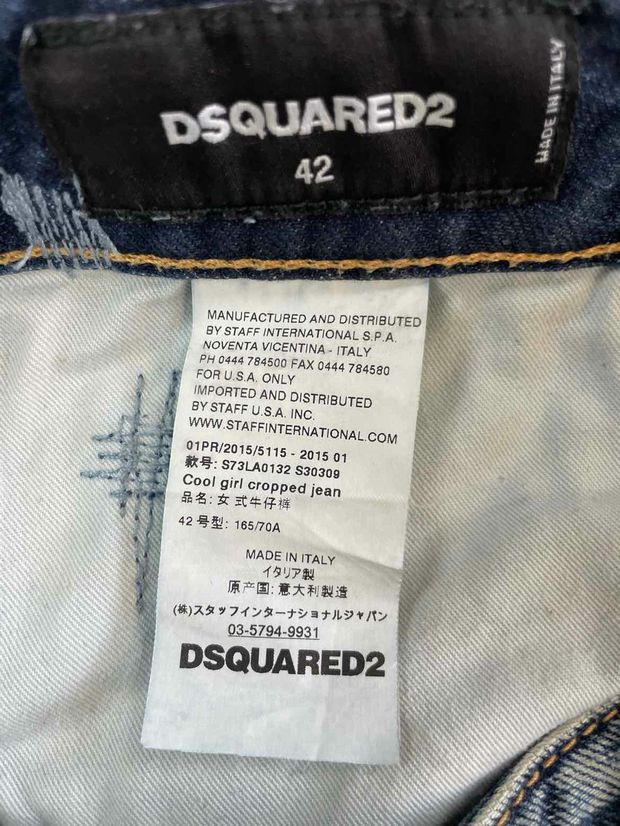 DSQUARED2
42
MADE IN ITALY
MANUFACTURED AND DISTRIBUTED
BY STAFF INTERNATIONAL S.P.A.
NOVENTA VICENTINA - ITALY
PH 0444 784500 FAX 0444 784580
FOR U.S.A. ONLY
IMPORTED AND DISTRIBUTED
BY STAFF U.S.A. INC.
WWW.STAFFINTERNATIONAL.COM
01PR/2015/5115 - 2015 01
款号: S73LA0132 S30309
Cool girl cropped jean
品名: 女 式牛仔裤
42 号型: 165/70A
MADE IN ITALY
イタリア製
原产国: 意大利製造
(株)スタッフインターナショナルジャパン
03-5794-9931
DSQUARED2